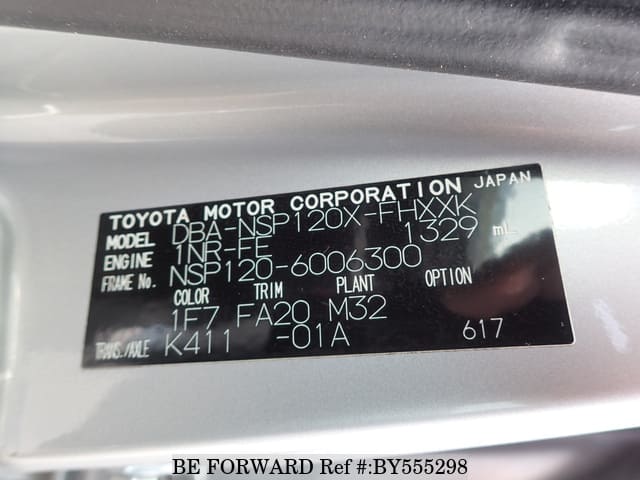 TOYOTA MOTOR CORPORATION JAPAN
MODEL DBA-NSP120X-FHXXK
ENGINE 1NR-FE 1329 mL
FRAME No. NSP120-6006300
COLOR TRIM PLANT OPTION
1F7 FA20 M32
TRANS./AXLE K411 -01A 617
BE FORWARD Ref #:BY555298